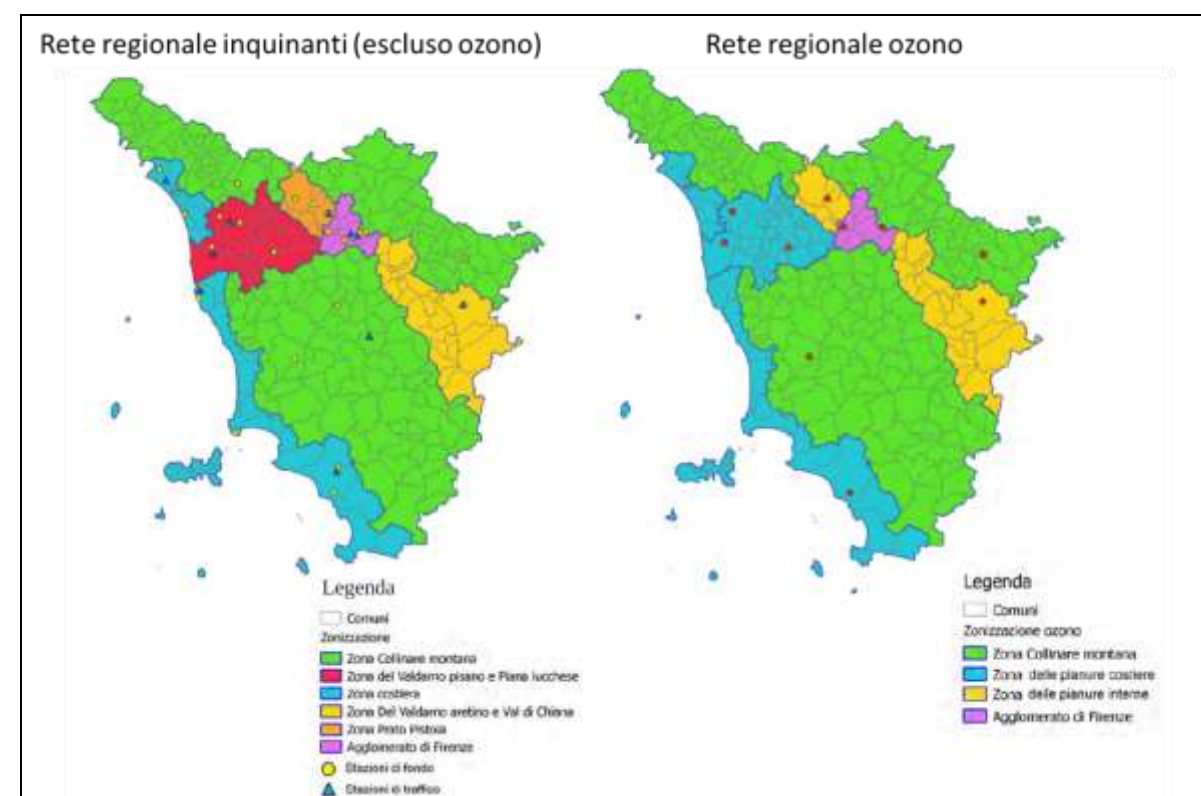 Rete regionale inquinanti (escluso ozono)
Rete regionale ozono
Legenda
Comuni
Zonizzazione
Zona Collinare montana
Zona del Valdarno pisano e Piana lucchese
Zona costiera
Zona Del Valdarno aretino e Val di Chiana
Zona Prato Pistoia
Agglomerato di Firenze
Stazioni di fondo
Stazioni di traffico
Legenda
Comuni
Zonizzazione ozono
Zona Collinare montana
Zona delle pianure costiere
Zona delle pianure interne
Agglomerato di Firenze